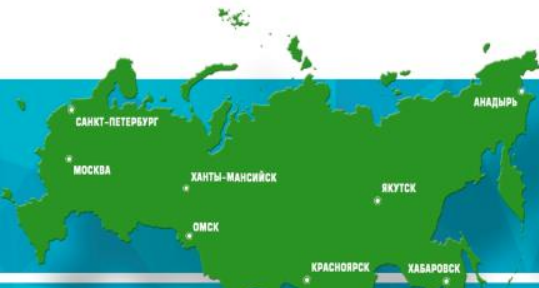 АНАДЫРЬ
САНКТ-ПЕТЕРБУРГ
МОСКВА
ХАНТЫ-МАНСИЙСК
ЯКУТСК
ОМСК
КРАСНОЯРСК
ХАБАРОВСК